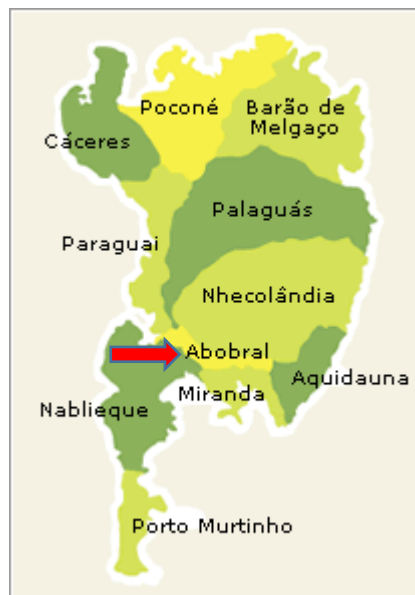 Poconé
Barão de
Melgaço
Cáceres
Palaguás
Paraguai
Nhecolândia
Abobral
Aquidauna
Miranda
Nablieque
Porto Murtinho